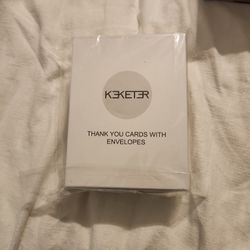 KEKETER
THANK YOU CARDS WITH
ENVELOPES